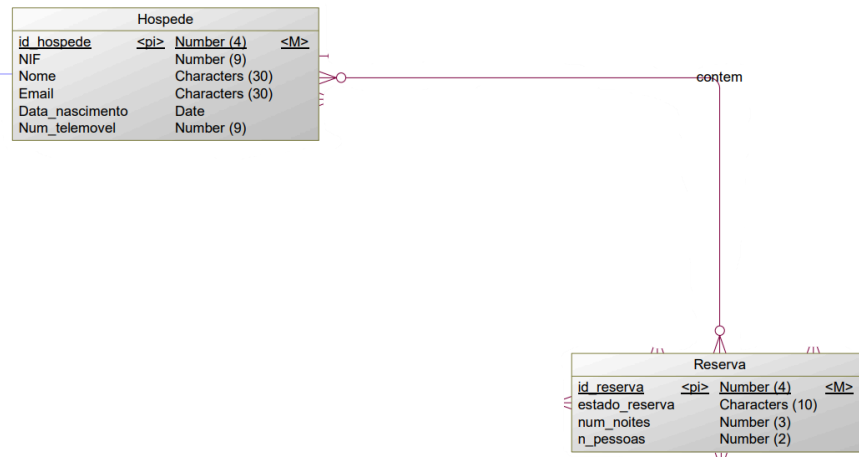 Hospede
id_hospede <pi> Number (4) <M>
NIF Number (9)
Nome Characters (30)
Email Characters (30)
Data_nascimento Date
Num_telemovel Number (9)
contem
Reserva
id_reserva <pi> Number (4) <M>
estado_reserva Characters (10)
num_noites Number (3)
n_pessoas Number (2)